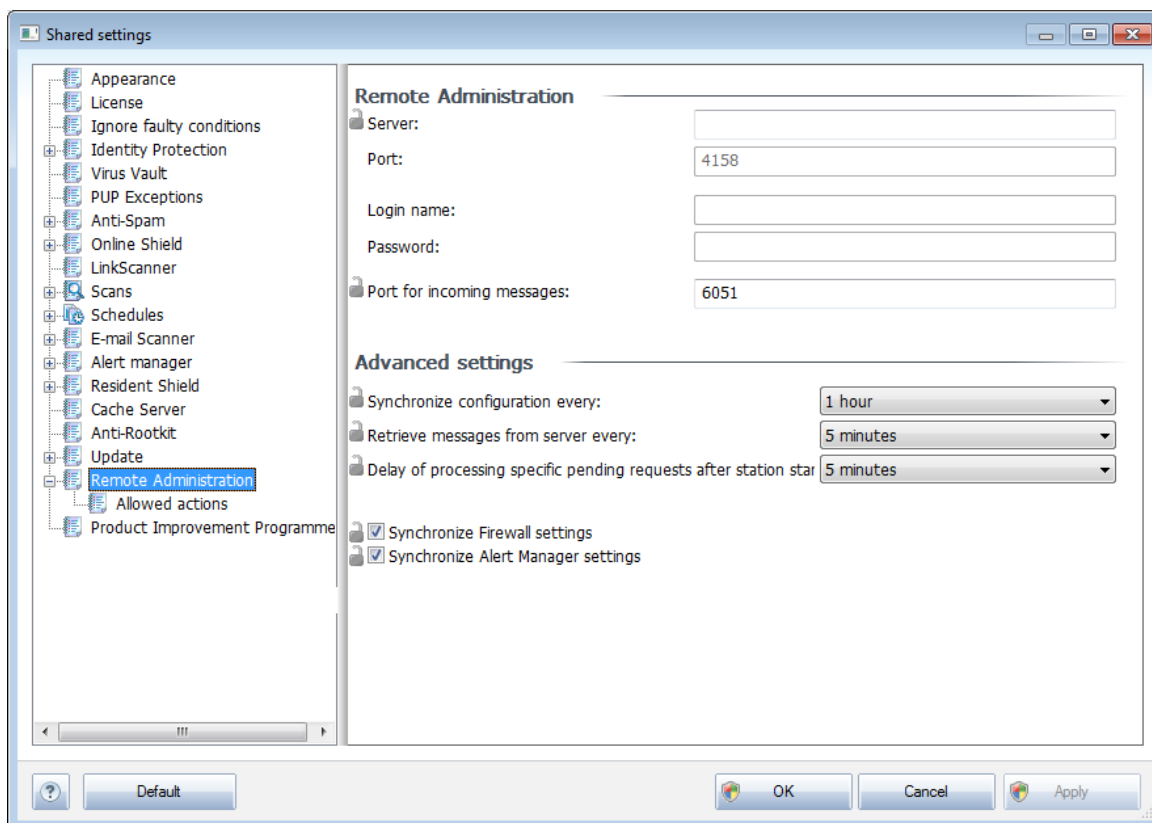 Shared settings
Appearance
License
Ignore faulty conditions
Identity Protection
Virus Vault
PUP Exceptions
Anti-Spam
Online Shield
LinkScanner
Scans
Schedules
E-mail Scanner
Alert manager
Resident Shield
Cache Server
Anti-Rootkit
Update
Remote Administration
Allowed actions
Product Improvement Programme
Remote Administration
Server:
Port: 4158
Login name:
Password:
Port for incoming messages: 6051
Advanced settings
Synchronize configuration every: 1 hour
Retrieve messages from server every: 5 minutes
Delay of processing specific pending requests after station star 5 minutes
Synchronize Firewall settings
Synchronize Alert Manager settings
? Default OK Cancel Apply